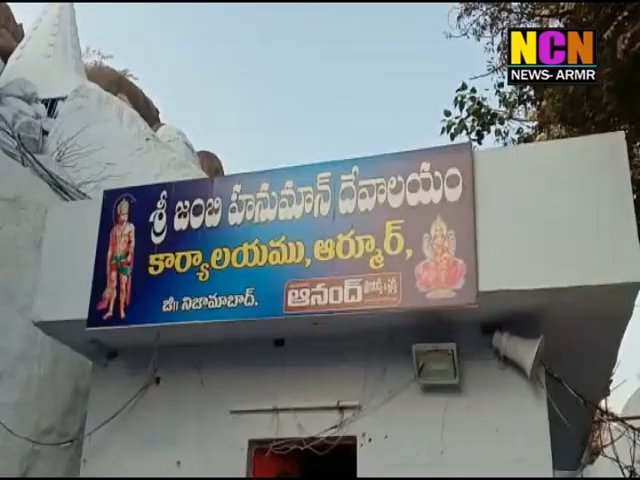 NCN
NEWS-ARMR
శ్రీ జంబి హనుమాన్ దేవాలయం
కార్యాలయము, ఆర్మూర్,
జి॥ నిజామాబాద్.
ఆనంద్